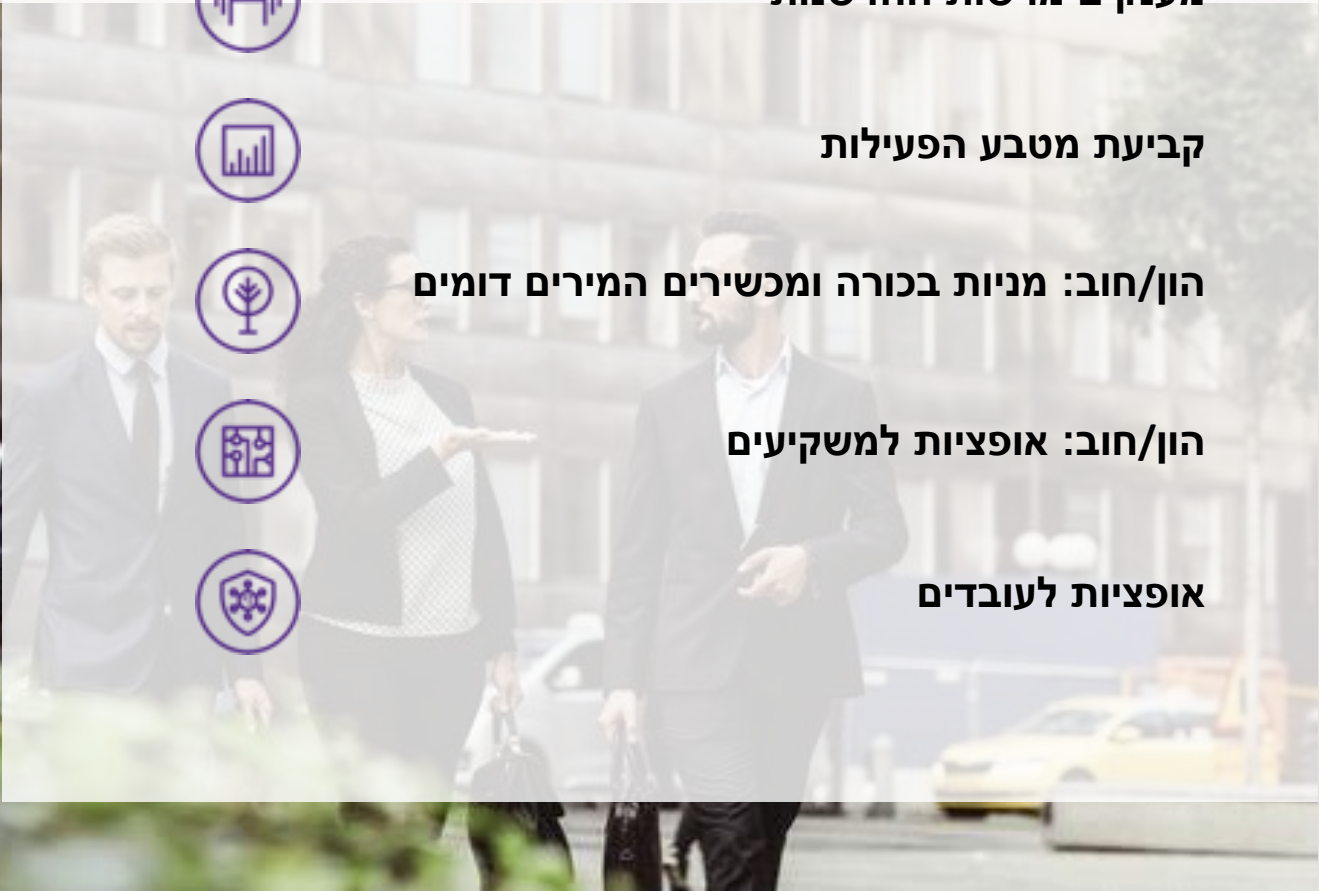 קביעת מטבע הפעילות
הון/חוב: מניות בכורה ומכשירים המירים דומים
הון/חוב: אופציות למשקיעים
אופציות לעובדים